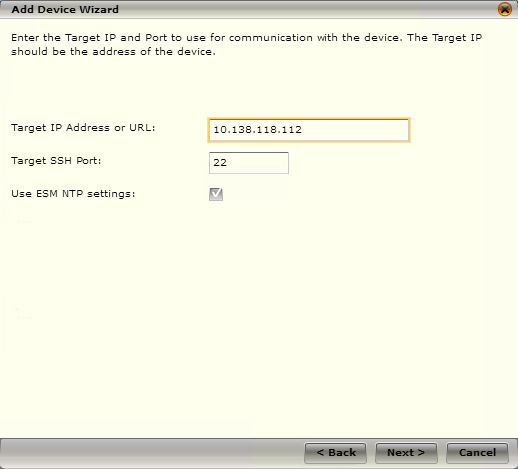 Add Device Wizard
Enter the Target IP and Port to use for communication with the device. The Target IP
should be the address of the device.
Target IP Address or URL: 10.138.118.112
Target SSH Port: 22
Use ESM NTP settings:
< Back Next > Cancel